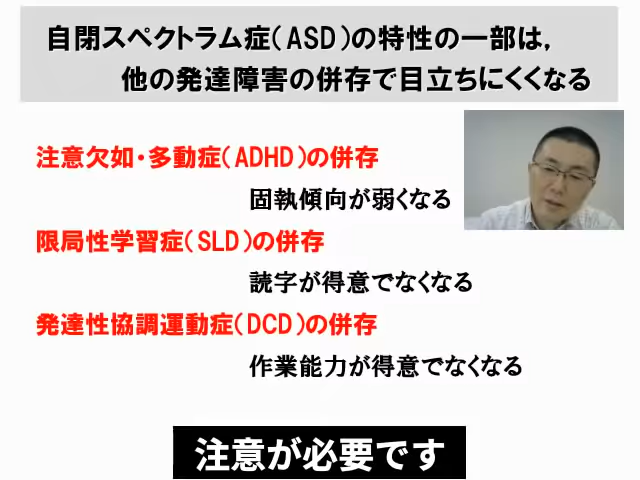 自閉スペクトラム症(ASD)の特性の一部は,
他の発達障害の併存で目立ちにくくなる
注意欠如・多動症(ADHD)の併存
固執傾向が弱くなる
限局性学習症(SLD)の併存
読字が得意でなくなる
発達性協調運動症(DCD)の併存
作業能力が得意でなくなる
注意が必要です